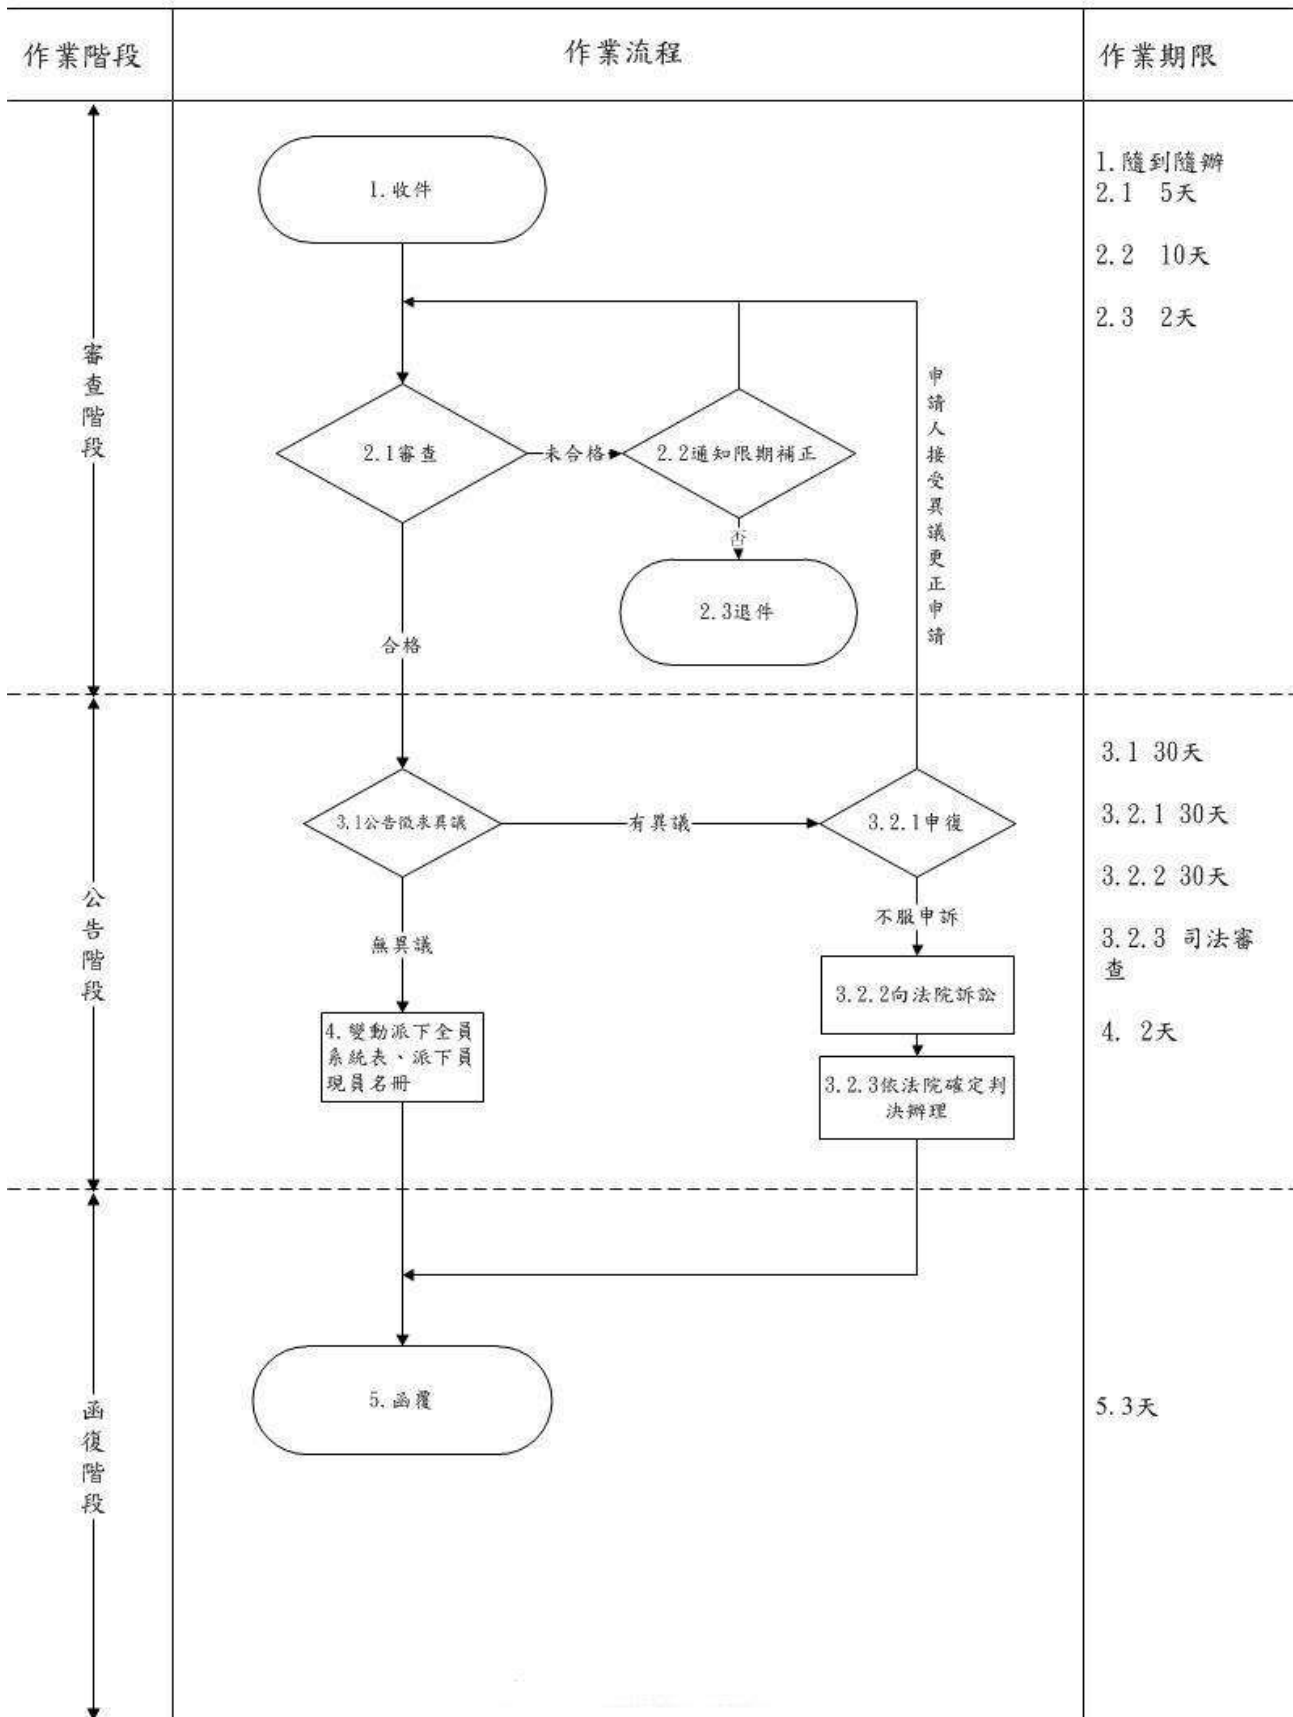 作業階段
作業流程
作業期限
審查階段
1.收件
2.1審查
未合格
2.2通知限期補正
否
2.3退件
合格
申請人接受異議更正申請
1.隨到隨辦
2.1 5天
2.2 10天
2.3 2天
公告階段
3.1公告徵求異議
有異議
3.2.1申復
無異議
不服申訴
4.變動派下全員
系統表、派下員
現員名冊
3.2.2向法院訴訟
3.2.3依法院確定判
決辦理
3.1 30天
3.2.1 30天
3.2.2 30天
3.2.3 司法審
查
4. 2天
函復階段
5.函覆
5.3天